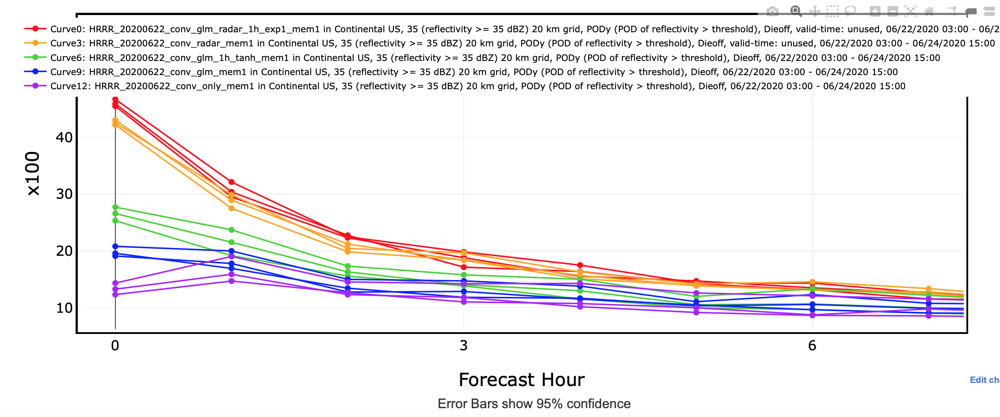 Curve0: HRRR_20200622_conv_glm_radar_1h_exp1_mem1 in Continental US, 35 (reflectivity >= 35 dBZ) 20 km grid, PODy (POD of reflectivity > threshold), Dieoff, valid-time: unused, 06/22/2020 03:00 - 06/2
Curve3: HRRR_20200622_conv_radar_mem1 in Continental US, 35 (reflectivity >= 35 dBZ) 20 km grid, PODy (POD of reflectivity > threshold), Dieoff, valid-time: unused, 06/22/2020 03:00 - 06/24/2020 15:00
Curve6: HRRR_20200622_conv_glm_1h_tanh_mem1 in Continental US, 35 (reflectivity >= 35 dBZ) 20 km grid, PODy (POD of reflectivity > threshold), Dieoff, 06/22/2020 03:00 - 06/24/2020 15:00
Curve9: HRRR_20200622_conv_glm_mem1 in Continental US, 35 (reflectivity >= 35 dBZ) 20 km grid, PODy (POD of reflectivity > threshold), Dieoff, 06/22/2020 03:00 - 06/24/2020 15:00
Curve12: HRRR_20200622_conv_only_mem1 in Continental US, 35 (reflectivity >= 35 dBZ) 20 km grid, PODy (POD of reflectivity > threshold), Dieoff, 06/22/2020 03:00 - 06/24/2020 15:00
40
x100
30
20
10
0
3
6
Forecast Hour
Edit ch
Error Bars show 95% confidence